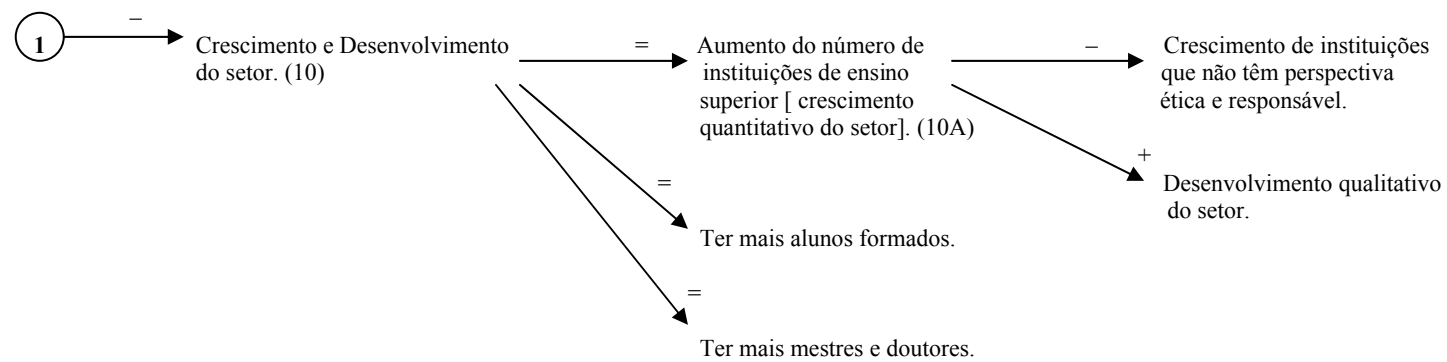 1
–
Crescimento e Desenvolvimento
do setor. (10)
=
Aumento do número de
instituições de ensino
superior [ crescimento
quantitativo do setor]. (10A)
–
Crescimento de instituições
que não têm perspectiva
ética e responsável.
+
Desenvolvimento qualitativo
do setor.
=
Ter mais alunos formados.
=
Ter mais mestres e doutores.